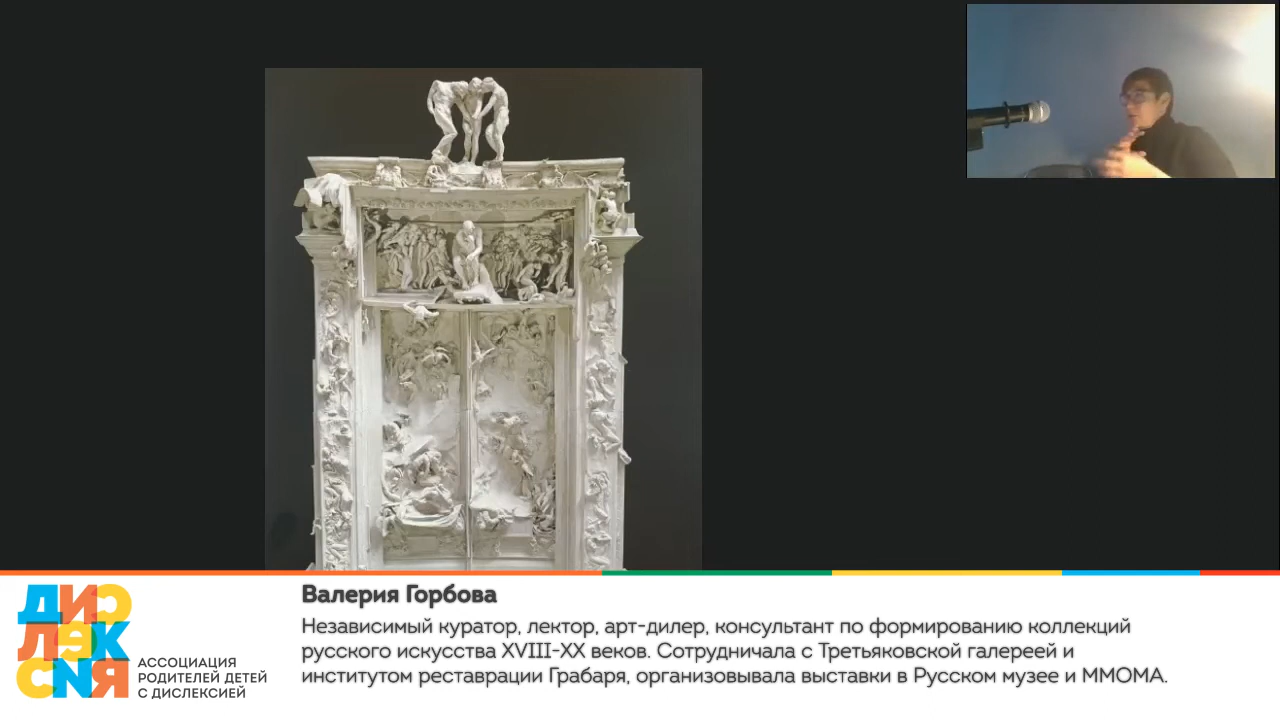 Валерия Горбова
Независимый куратор, лектор, арт-дилер, консультант по формированию коллекций
русского искусства XVIII-XX веков. Сотрудничала с Третьяковской галереей и
институтом реставрации Грабаря, организовывала выставки в Русском музее и ММОМА.
ДИС
ЛЕК
СИЯ
АССОЦИАЦИЯ
РОДИТЕЛЕЙ ДЕТЕЙ
С ДИСЛЕКСИЕЙ